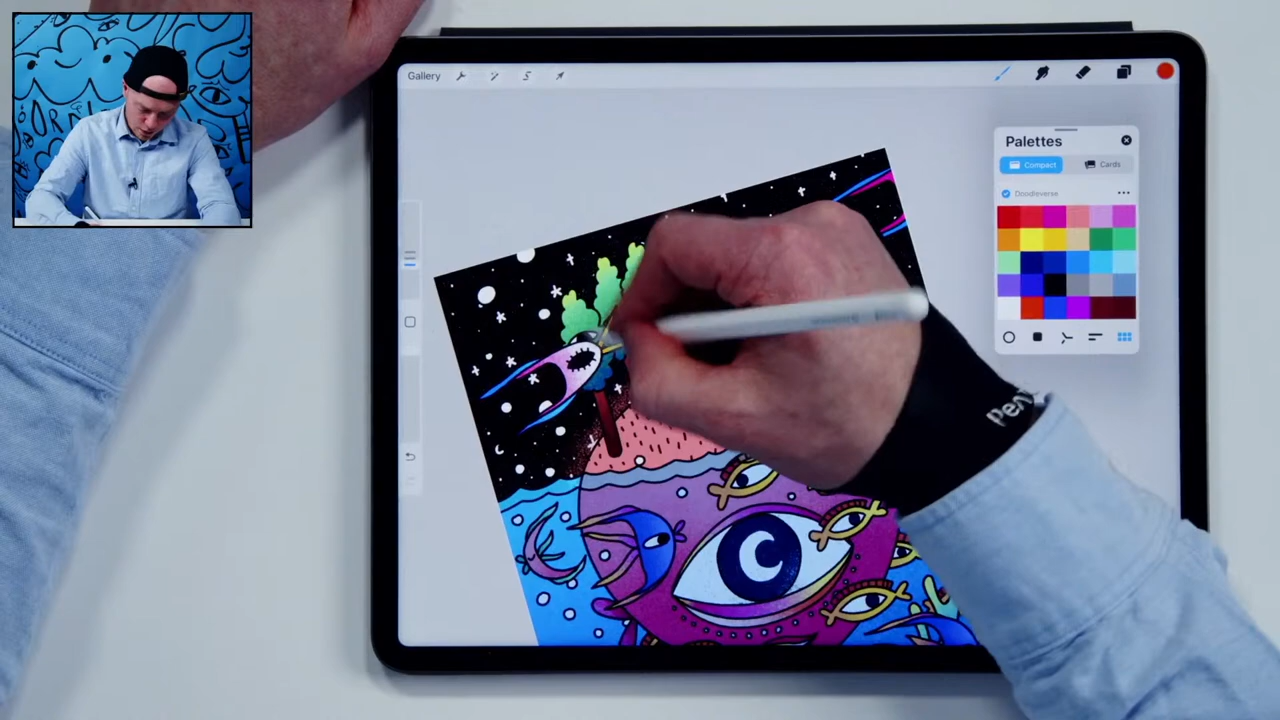 Gallery
Palettes
Compact
Cards
Doodleverse
Pen